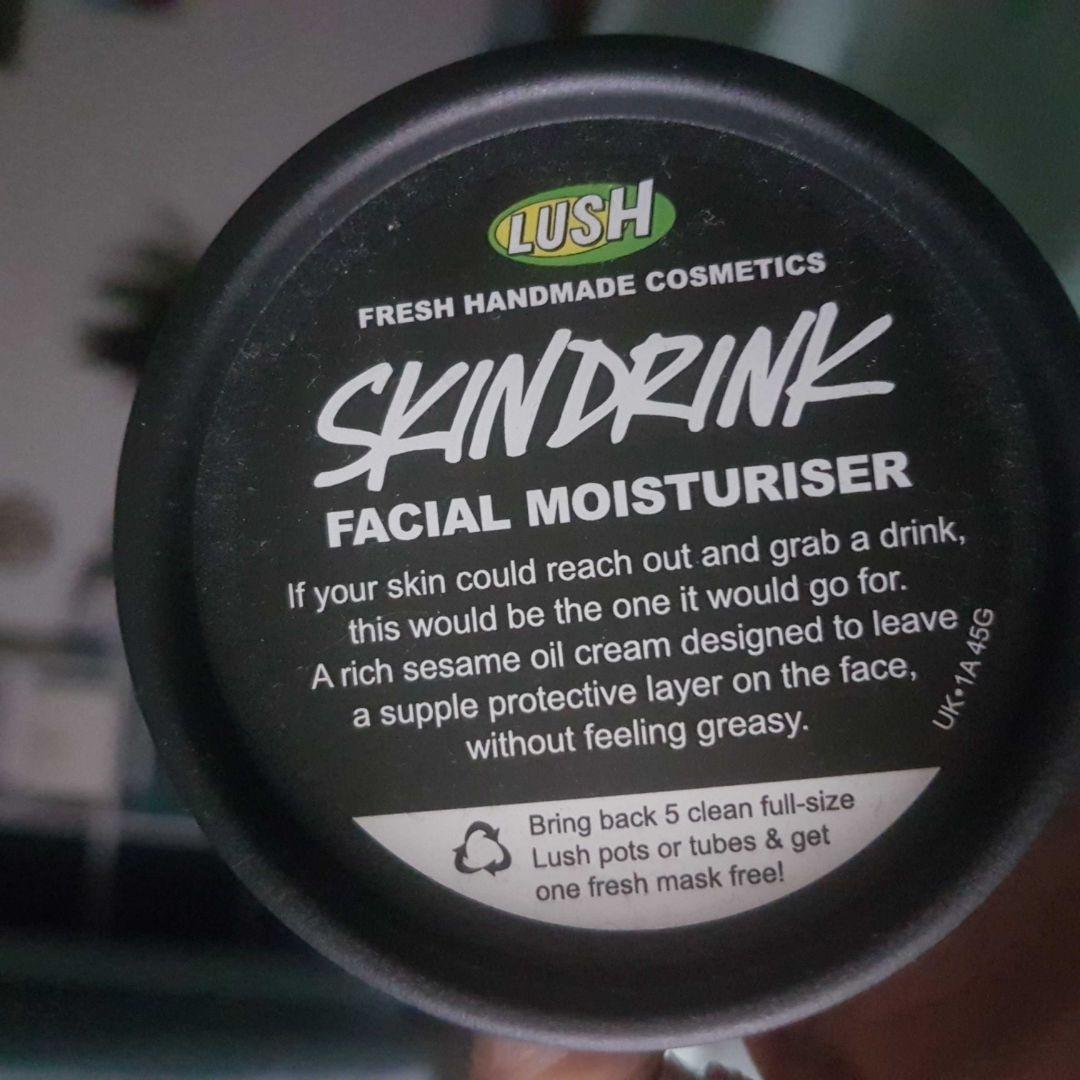 LUSH
FRESH HANDMADE COSMETICS
SKIN DRINK
FACIAL MOISTURISER
If your skin could reach out and grab a drink,
this would be the one it would go for.
A rich sesame oil cream designed to leave
a supple protective layer on the face,
without feeling greasy.
UK•1A 45G
Bring back 5 clean full-size
Lush pots or tubes & get
one fresh mask free!